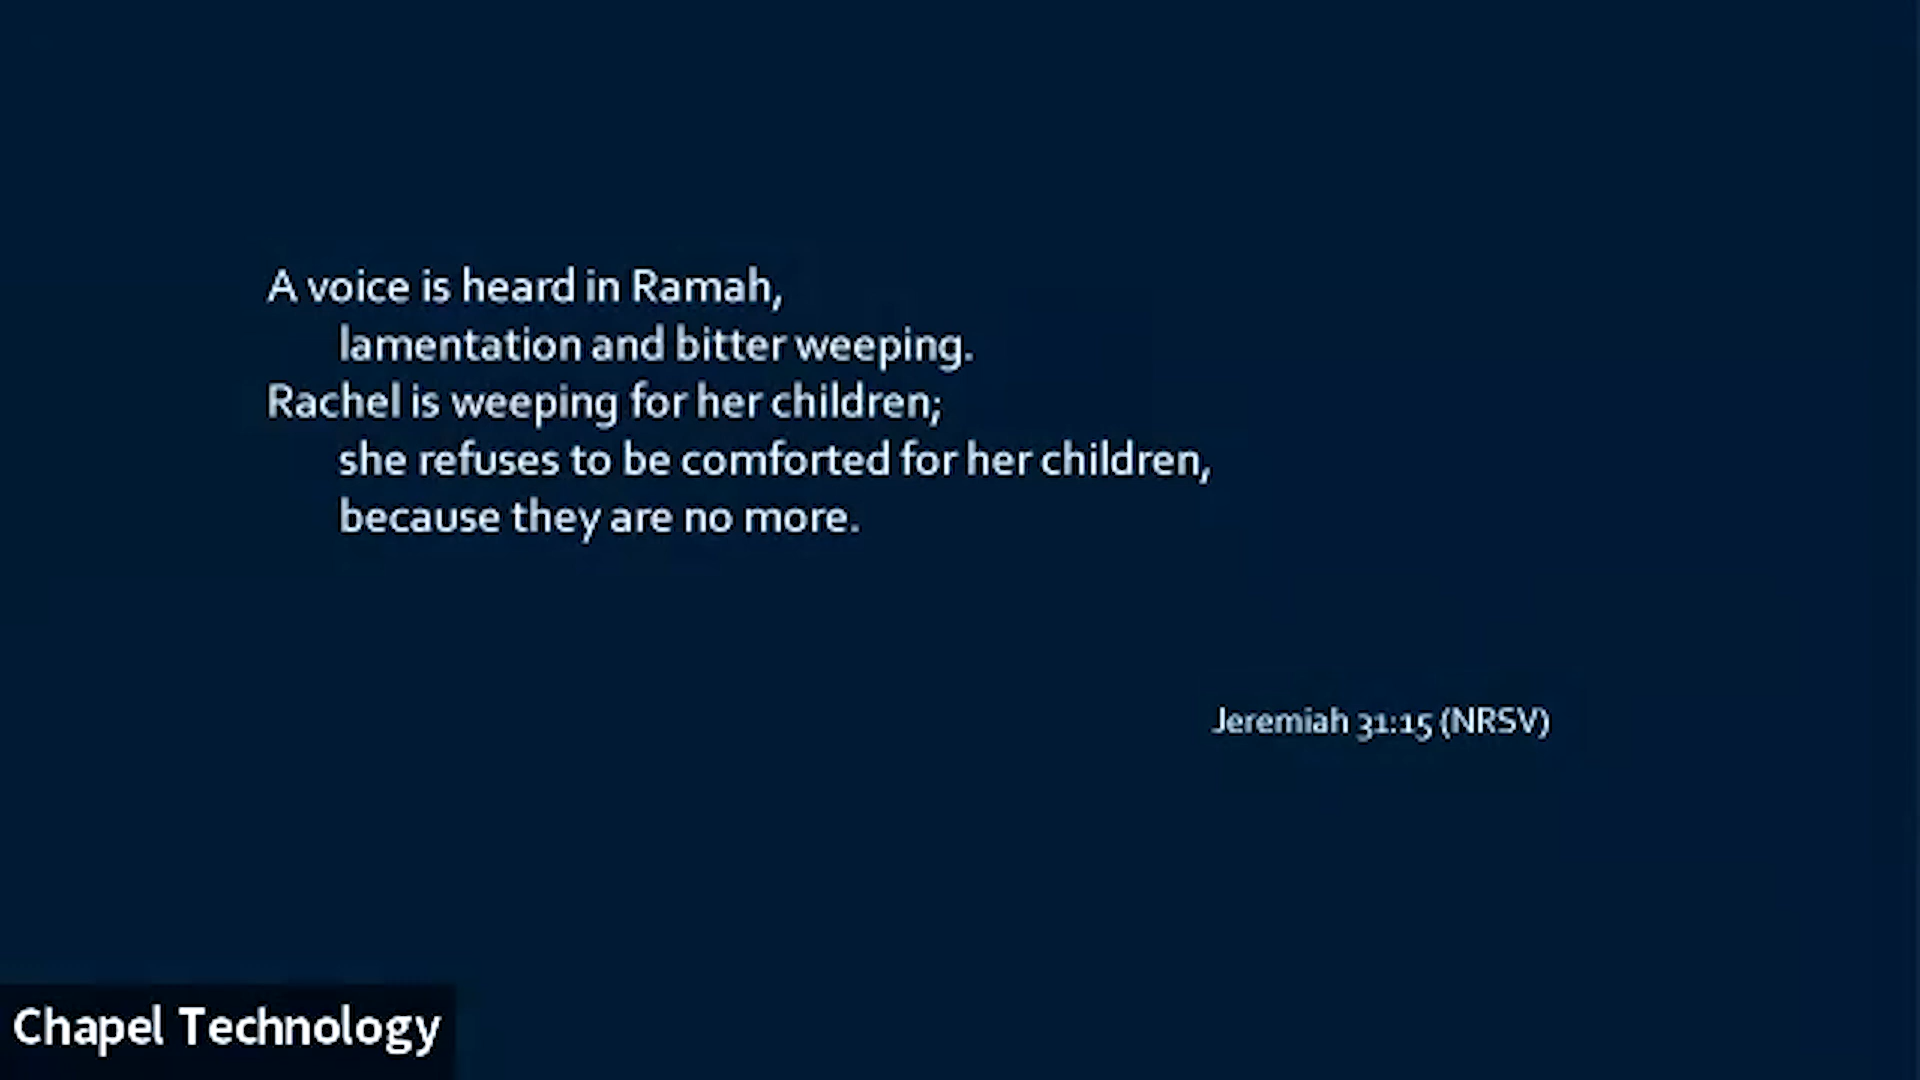 A voice is heard in Ramah,
lamentation and bitter weeping.
Rachel is weeping for her children;
she refuses to be comforted for her children,
because they are no more.
Jeremiah 31:15 (NRSV)
Chapel Technology